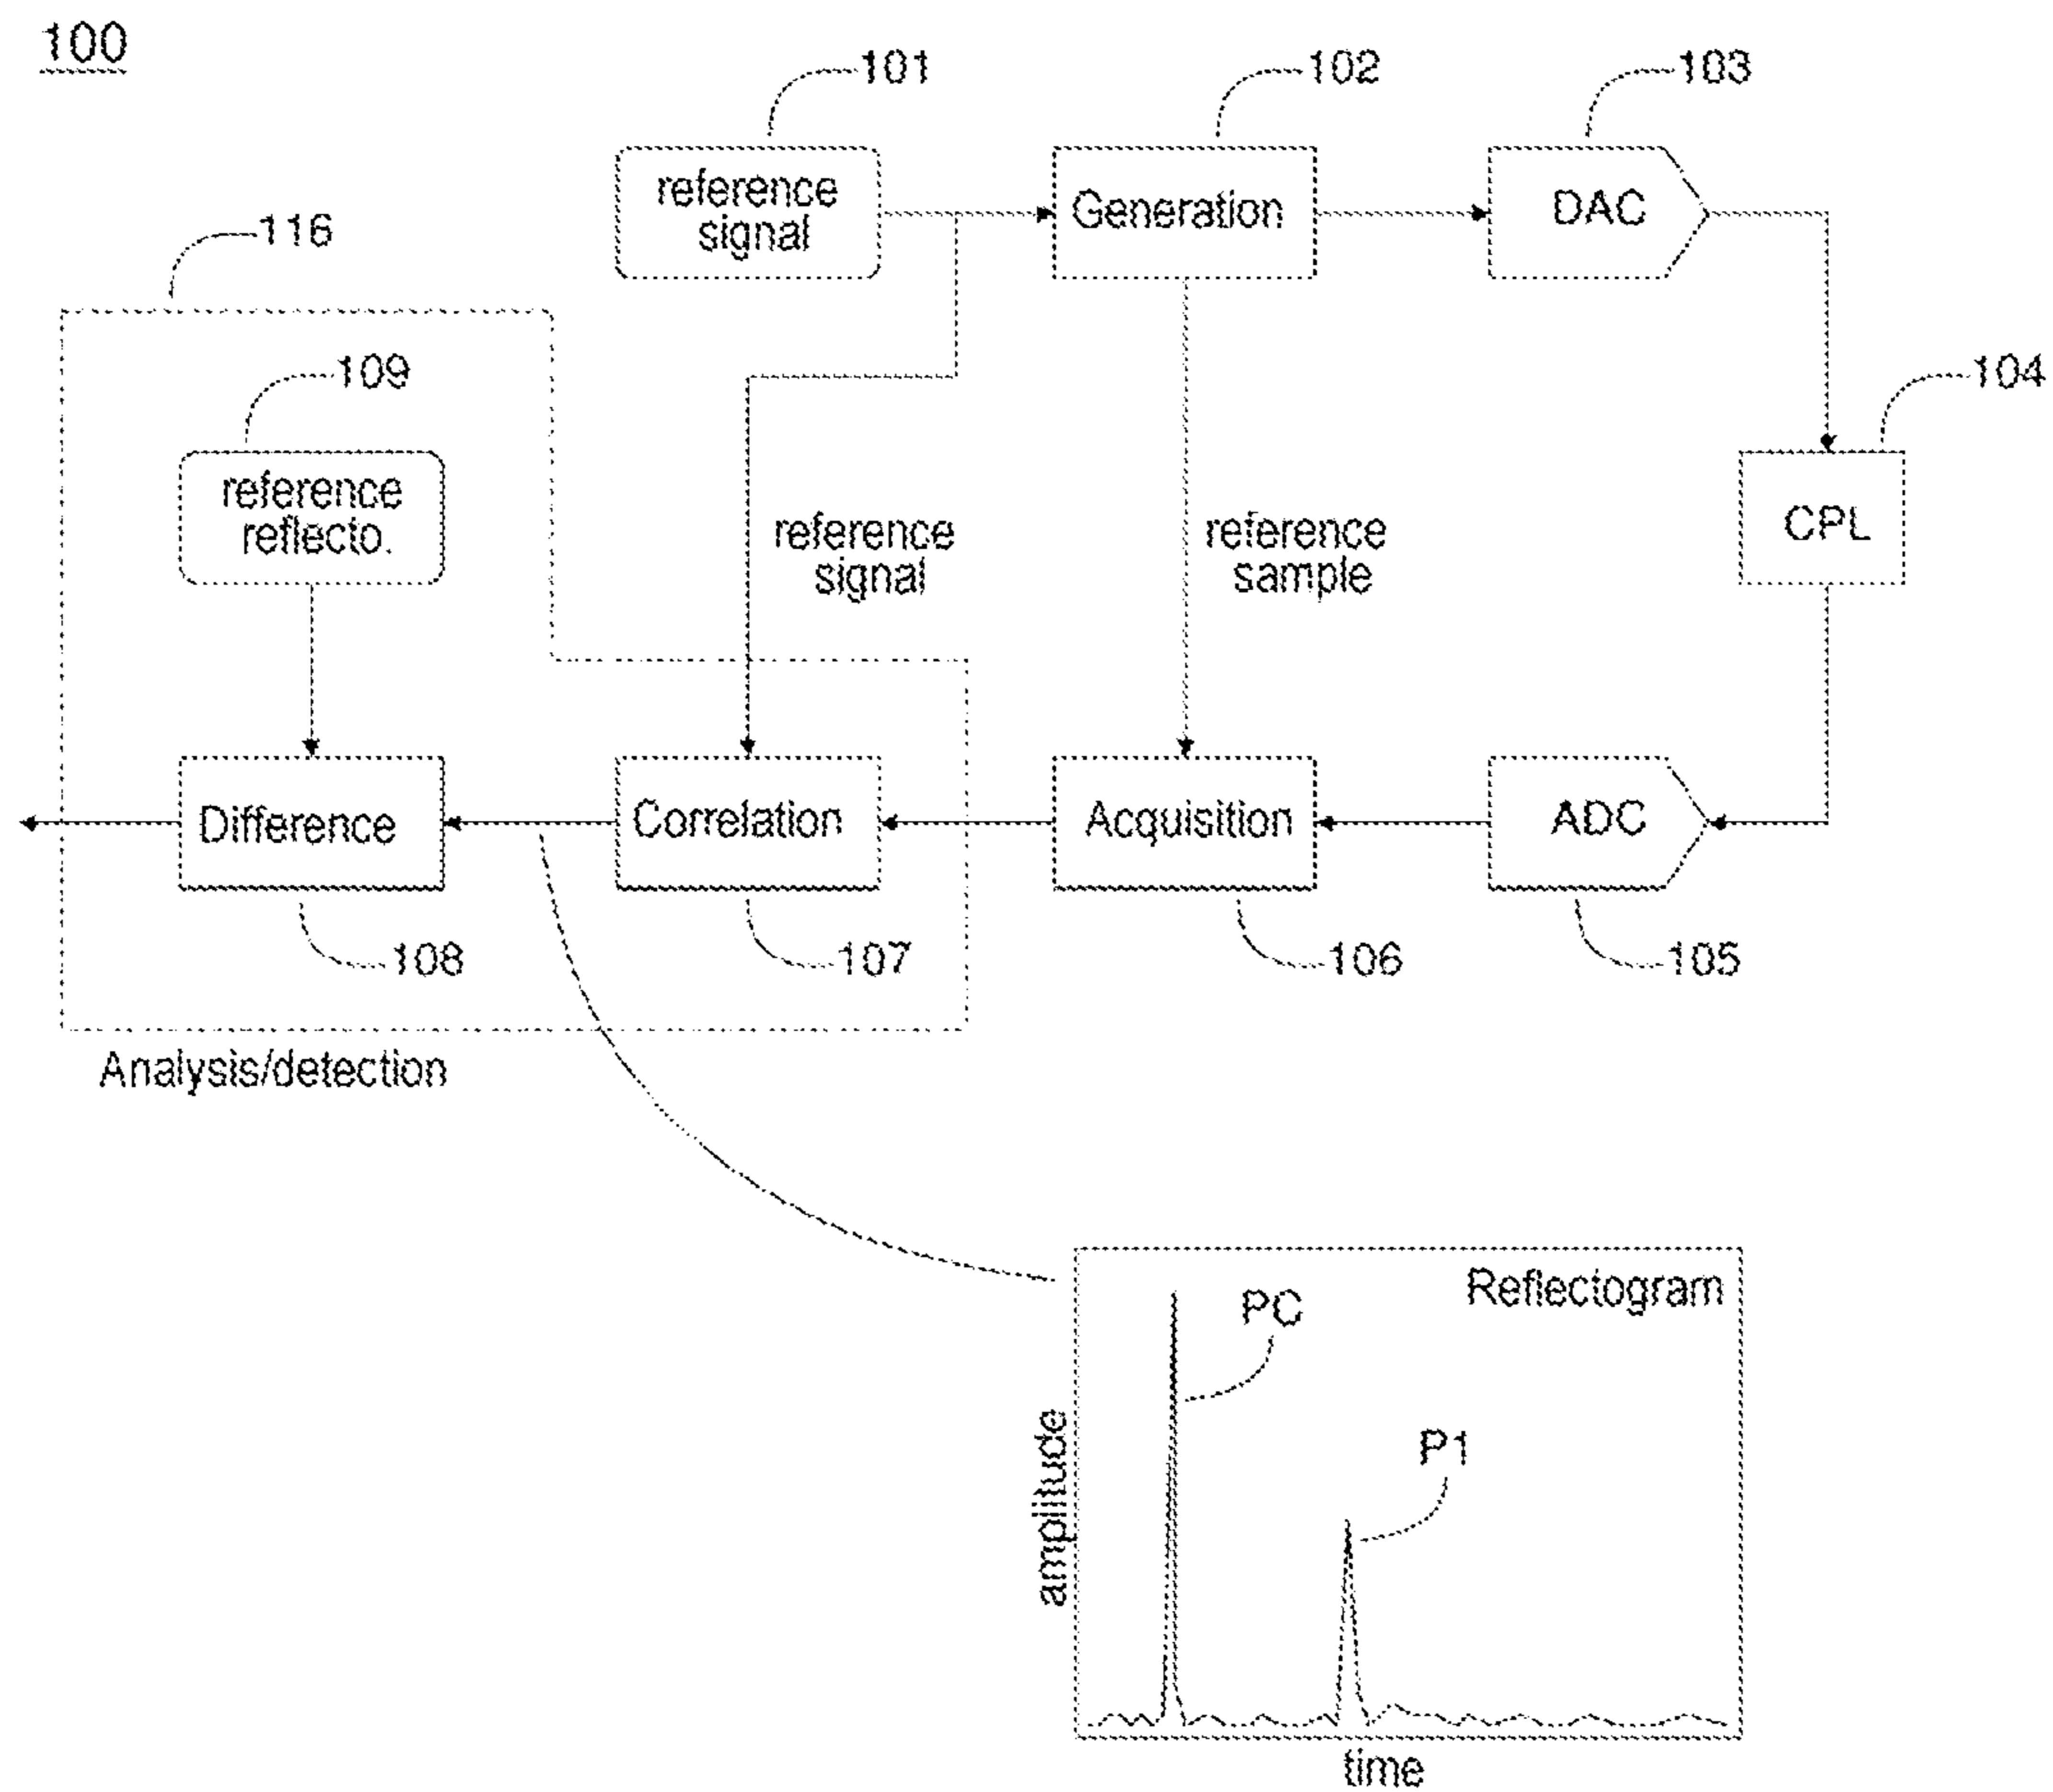 100
101
102
103
reference
signal
Generation
DAC
116
109
104
reference
reflecto.
reference
signal
reference
sample
CPL
Difference
Correlation
Acquisition
ADC
108
107
106
105
Analysis/detection
Reflectogram
PC
P1
amplitude
time